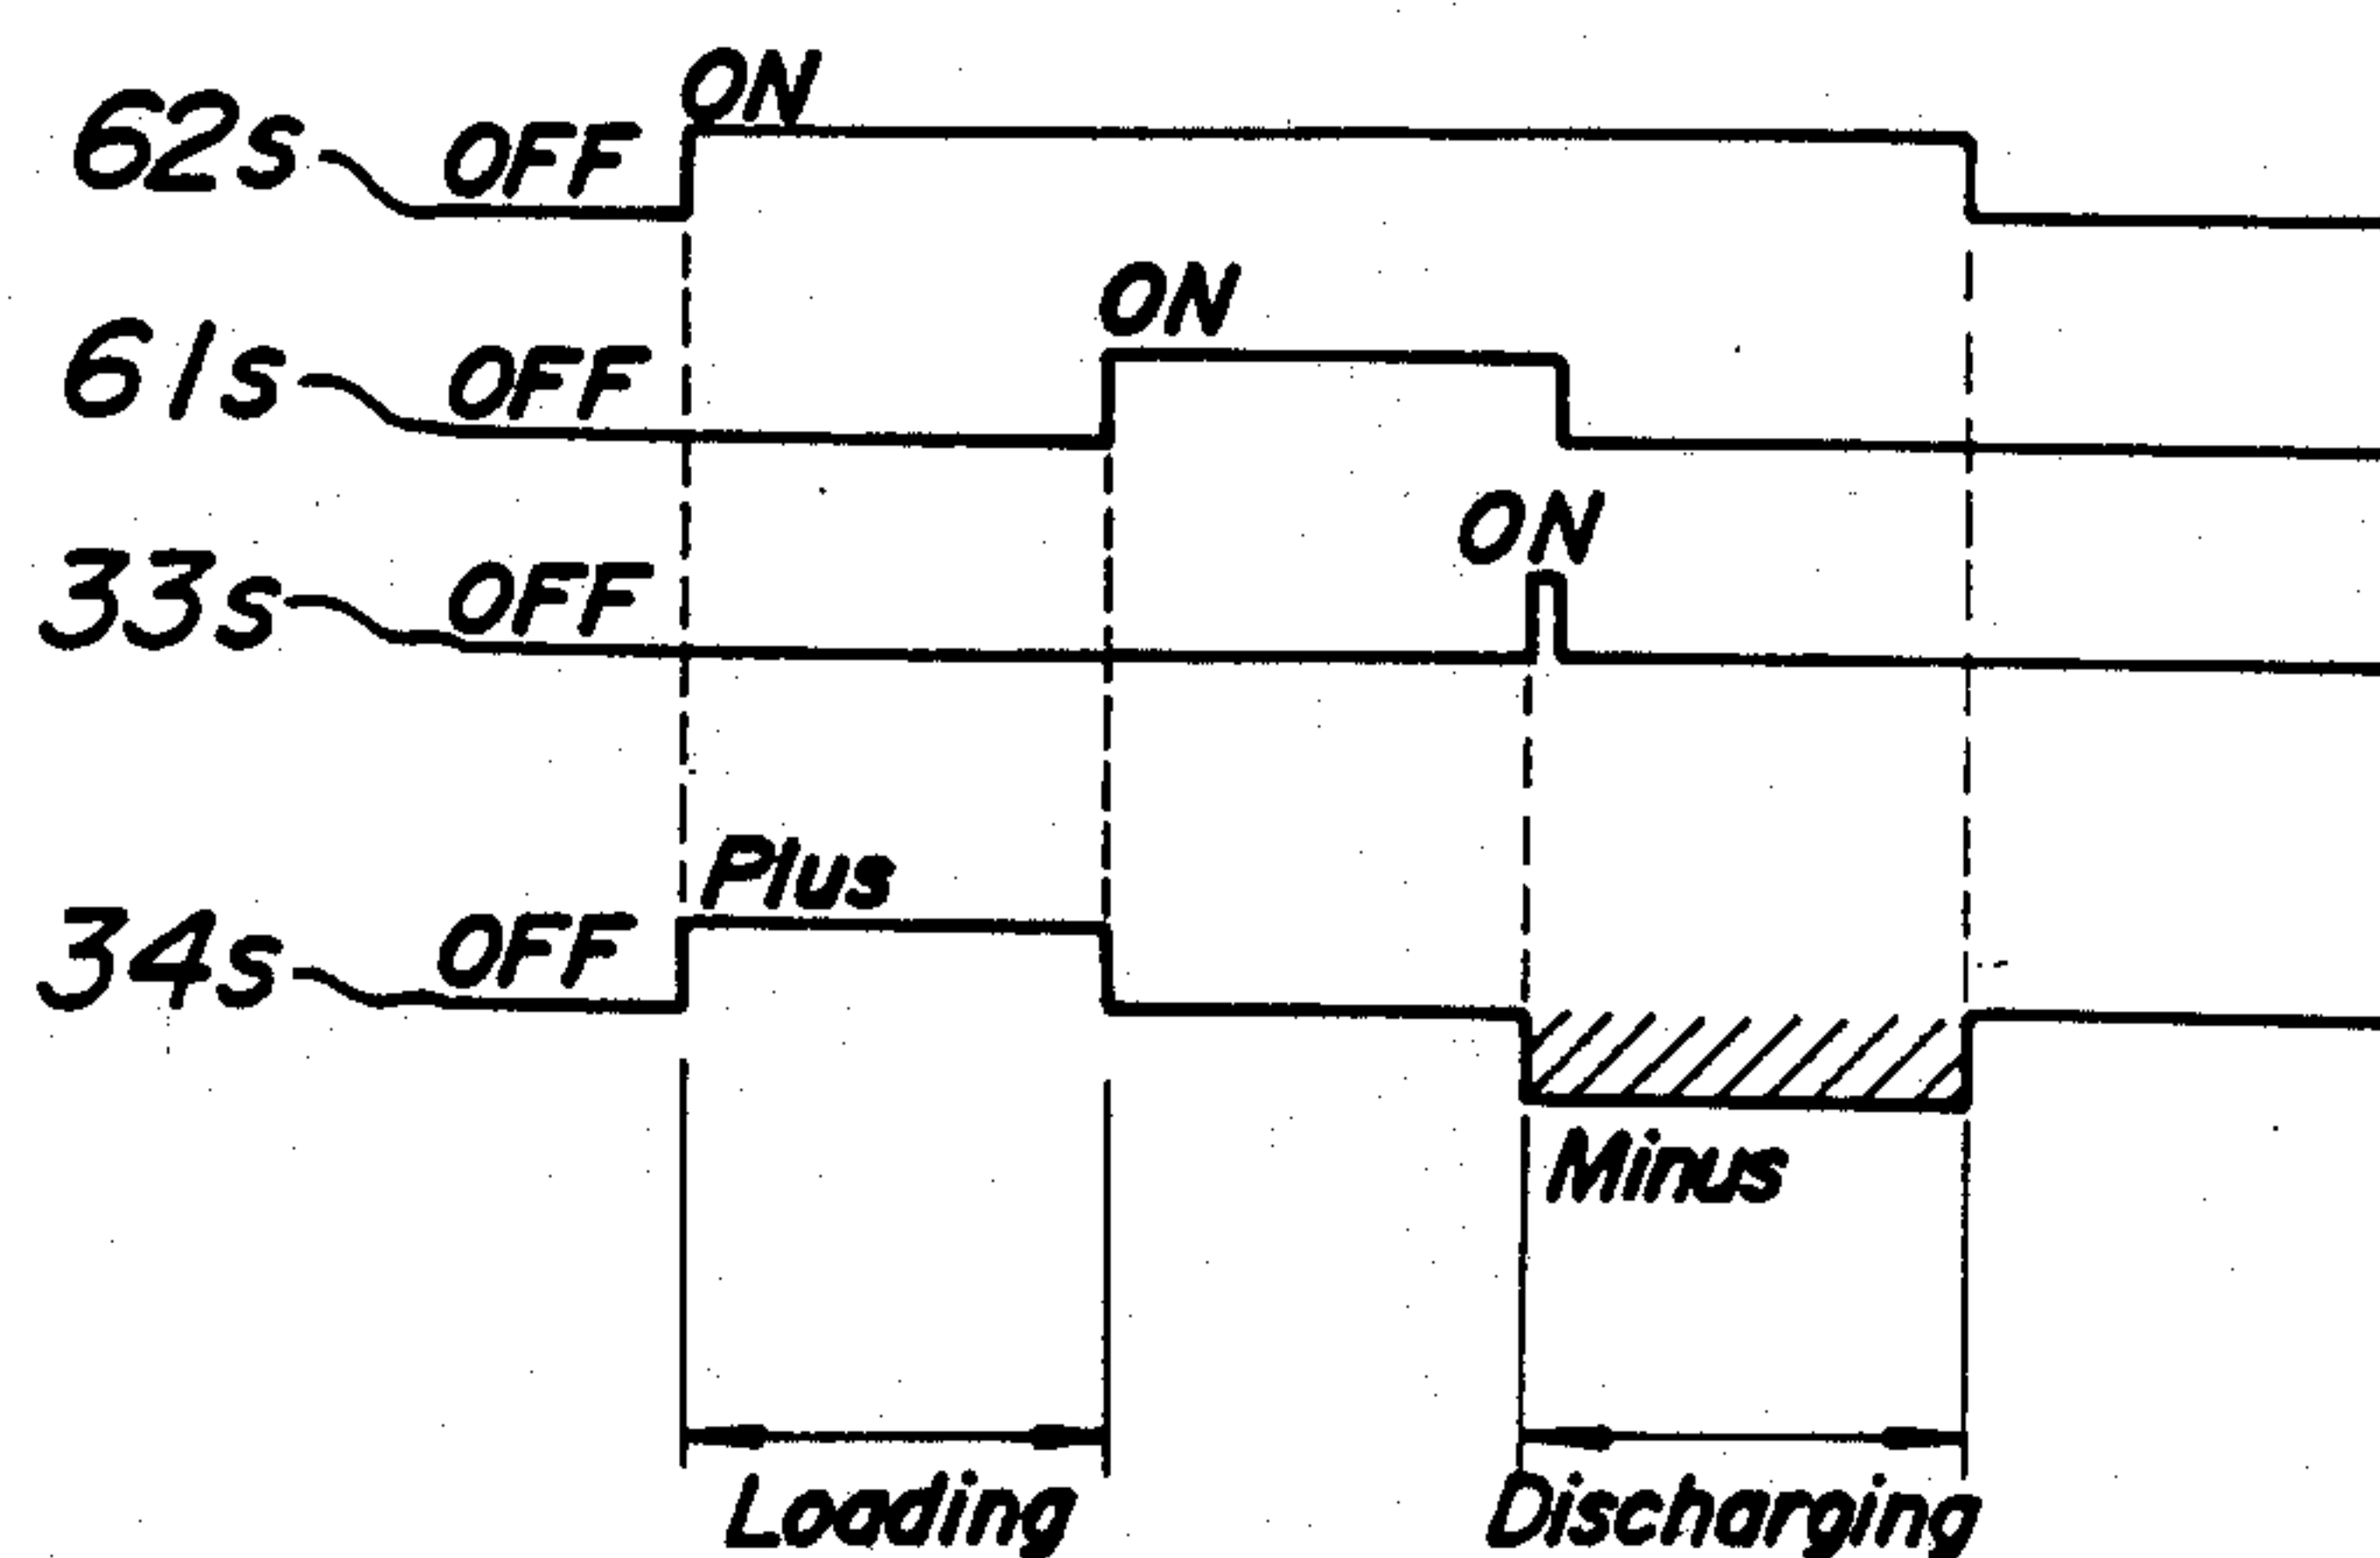 ON
62s OFF
ON
61s OFF
ON
33s OFF
Plus
34s OFF
Minus
Loading Discharging